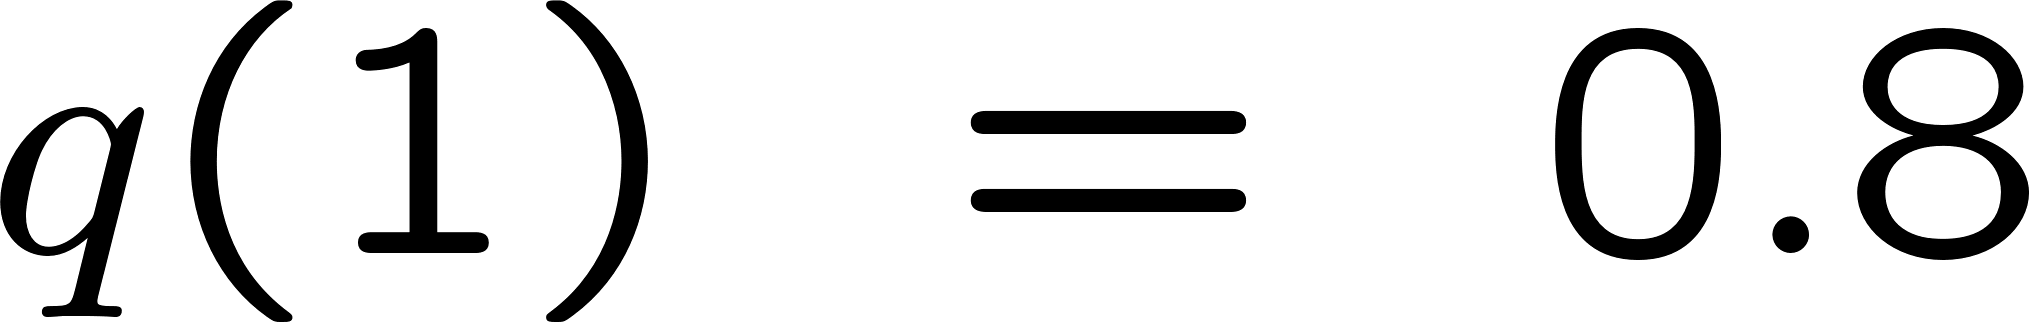 q(1) = 0.8